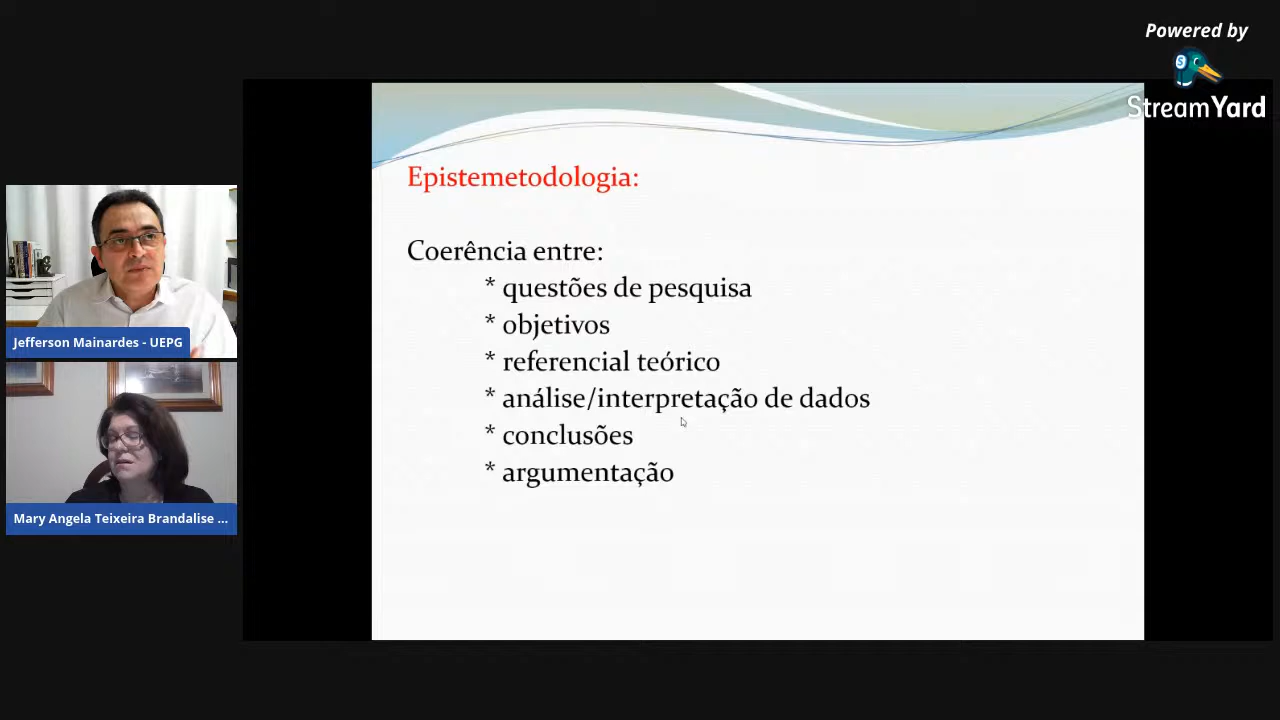 Powered by
StreamYard
Epistemetodologia:
Coerência entre:
* questões de pesquisa
* objetivos
* referencial teórico
* análise/interpretação de dados
* conclusões
* argumentação
Jefferson Mainardes - UEPG
Mary Angela Teixeira Brandalise ...